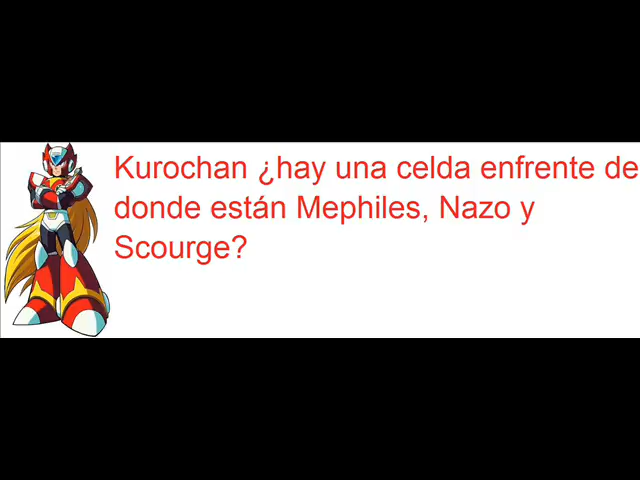 Kurochan ¿hay una celda enfrente de
donde están Mephiles, Nazo y
Scourge?